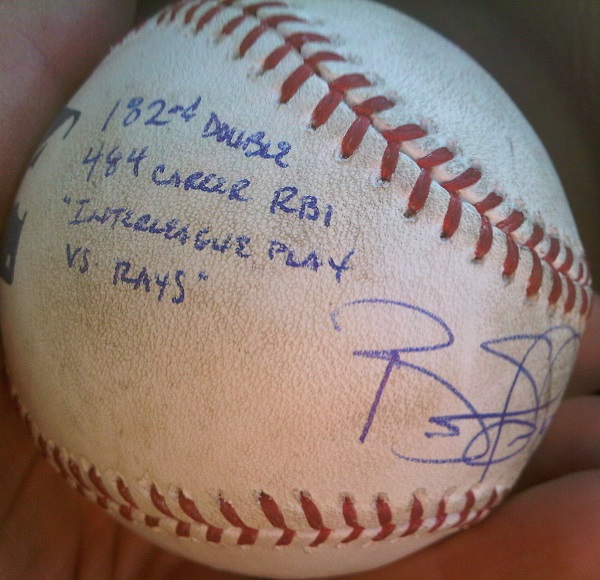 182nd DOUBLE
484 CAREER RBI
"INTERLEAGUE PLAY
VS. RAYS"